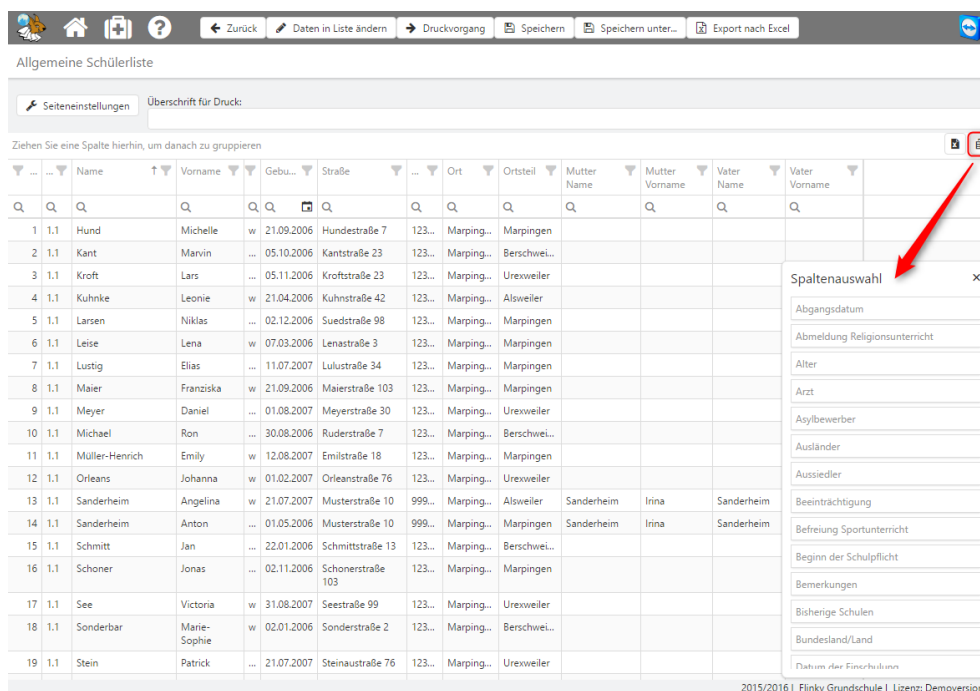 Zurück Daten in Liste ändern Druckvorgang Speichern Speichern unter... Export nach Excel
Allgemeine Schülerliste
Seiteneinstellungen Überschrift für Druck:
Ziehen Sie eine Spalte hierhin, um danach zu gruppieren
... ... Name Vorname Gebu... Straße ... Ort Ortsteil Mutter Name Mutter Vorname Vater Name Vater Vorname
1 1.1 Hund Michelle w 21.09.2006 Hundestraße 7 123... Marping... Marpingen
2 1.1 Kant Marvin ... 05.10.2006 Kantstraße 23 123... Marping... Berschwei...
3 1.1 Kroft Lars ... 05.11.2006 Kroftstraße 23 123... Marping... Urexweiler
4 1.1 Kuhnke Leonie w 21.04.2006 Kuhnstraße 42 123... Marping... Alsweiler
5 1.1 Larsen Niklas ... 02.12.2006 Suedstraße 98 123... Marping... Marpingen
6 1.1 Leise Lena w 07.03.2006 Lenastraße 3 123... Marping... Marpingen
7 1.1 Lustig Elias ... 11.07.2007 Lulustraße 34 123... Marping... Marpingen
8 1.1 Maier Franziska w 21.09.2006 Maierstraße 103 123... Marping... Marpingen
9 1.1 Meyer Daniel ... 01.08.2007 Meyerstraße 30 123... Marping... Urexweiler
10 1.1 Michael Ron ... 30.08.2006 Ruderstraße 7 123... Marping... Berschwei...
11 1.1 Müller-Henrich Emily w 12.08.2007 Emilstraße 18 123... Marping... Marpingen
12 1.1 Orleans Johanna w 01.02.2007 Orleanstraße 76 123... Marping... Urexweiler
13 1.1 Sanderheim Angelina w 21.07.2007 Musterstraße 10 999... Marping... Alsweiler Sanderheim Irina Sanderheim
14 1.1 Sanderheim Anton ... 01.05.2006 Musterstraße 10 999... Marping... Marpingen Sanderheim Irina Sanderheim
15 1.1 Schmitt Jan ... 22.01.2006 Schmittstraße 13 123... Marping... Berschwei...
16 1.1 Schoner Jonas ... 02.11.2006 Schonerstraße 103 123... Marping... Marpingen
17 1.1 See Victoria w 31.08.2007 Seestraße 99 123... Marping... Urexweiler
18 1.1 Sonderbar Marie-Sophie w 02.01.2006 Sonderstraße 2 123... Marping... Berschwei...
19 1.1 Stein Patrick ... 21.07.2007 Steinaustraße 76 123... Marping... Urexweiler
Spaltenauswahl
Abgangsdatum
Abmeldung Religionsunterricht
Alter
Arzt
Asylbewerber
Ausländer
Aussiedler
Beeinträchtigung
Befreiung Sportunterricht
Beginn der Schulpflicht
Bemerkungen
Bisherige Schulen
Bundesland/Land
Datum der Einschulung
2015/2016 | Flinky Grundschule | Lizenz: Demoversion